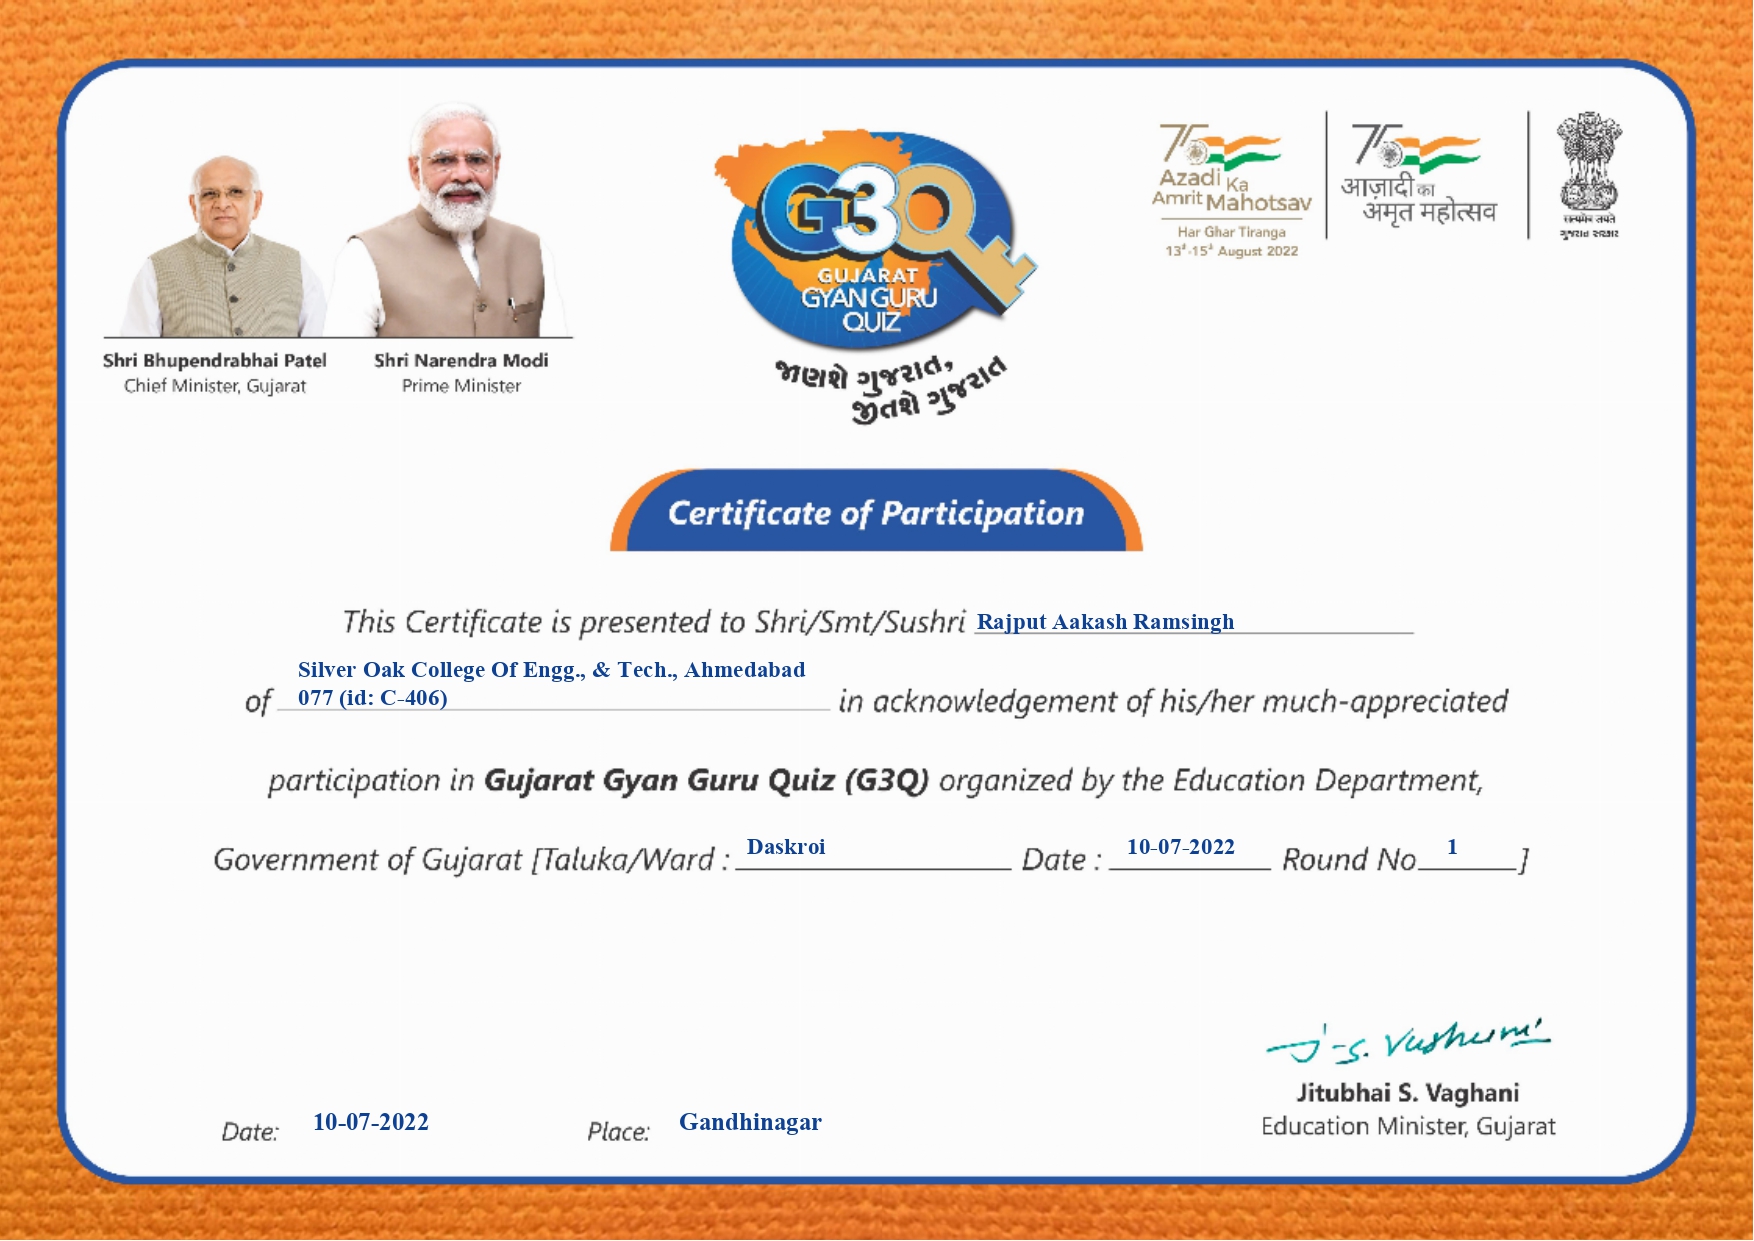 Shri Bhupendrabhai Patel
Chief Minister, Gujarat
Shri Narendra Modi
Prime Minister
G3Q
GUJARAT
GYAN GURU
QUIZ
જાણશે ગુજરાત,
જીતશે ગુજરાત
75
Azadi Ka
Amrit Mahotsav
Har Ghar Tiranga
13th-15th August 2022
75
आज़ादी का
अमृत महोत्सव
सत्यमेव जयते
ગુજરાત સરકાર
Certificate of Participation
This Certificate is presented to Shri/Smt/Sushri Rajput Aakash Ramsingh
Silver Oak College Of Engg., & Tech., Ahmedabad
of 077 (id: C-406) in acknowledgement of his/her much-appreciated
participation in Gujarat Gyan Guru Quiz (G3Q) organized by the Education Department,
Government of Gujarat [Taluka/Ward : Daskroi Date : 10-07-2022 Round No 1 ]
J. S. Vaghani
Jitubhai S. Vaghani
Education Minister, Gujarat
Date: 10-07-2022 Place: Gandhinagar